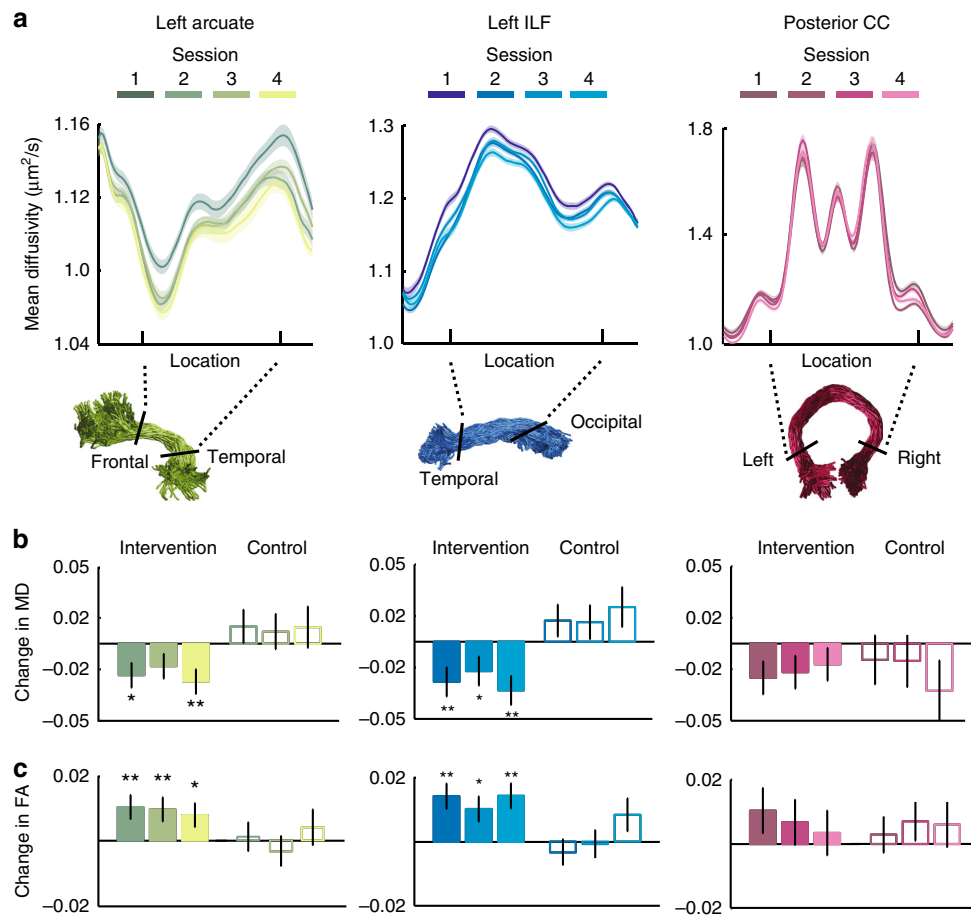 a
Left arcuate
Left ILF
Posterior CC
Session
Session
Session
1 2 3 4
1 2 3 4
1 2 3 4
Mean diffusivity (μm²/s)
1.16
1.12
1.0
1.04
1.3
1.2
1.1
1.0
1.8
1.4
1.0
Location
Location
Location
Frontal
Temporal
Temporal
Occipital
Left
Right
b
Intervention Control
Intervention Control
Intervention Control
Change in MD
0.05
0.02
−0.02
−0.05
* **
0.05
0.02
−0.02
−0.05
** * **
0.05
0.02
−0.02
−0.05
c
Change in FA
0.02
0
−0.02
** ** *
0.02
0
−0.02
** * **
0.02
0
−0.02